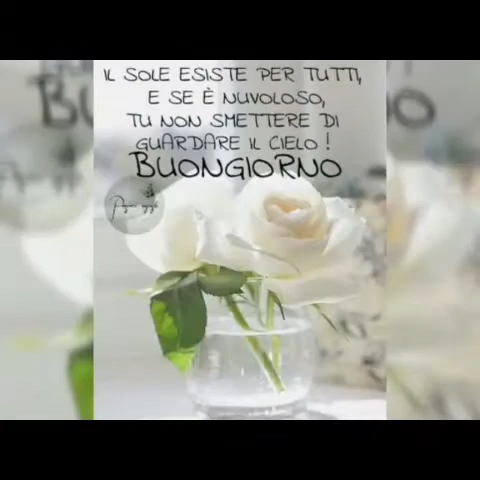 IL SOLE ESISTE PER TUTTI,
E SE È NUVOLOSO,
TU NON SMETTERE DI
GUARDARE IL CIELO !
BUONGIORNO